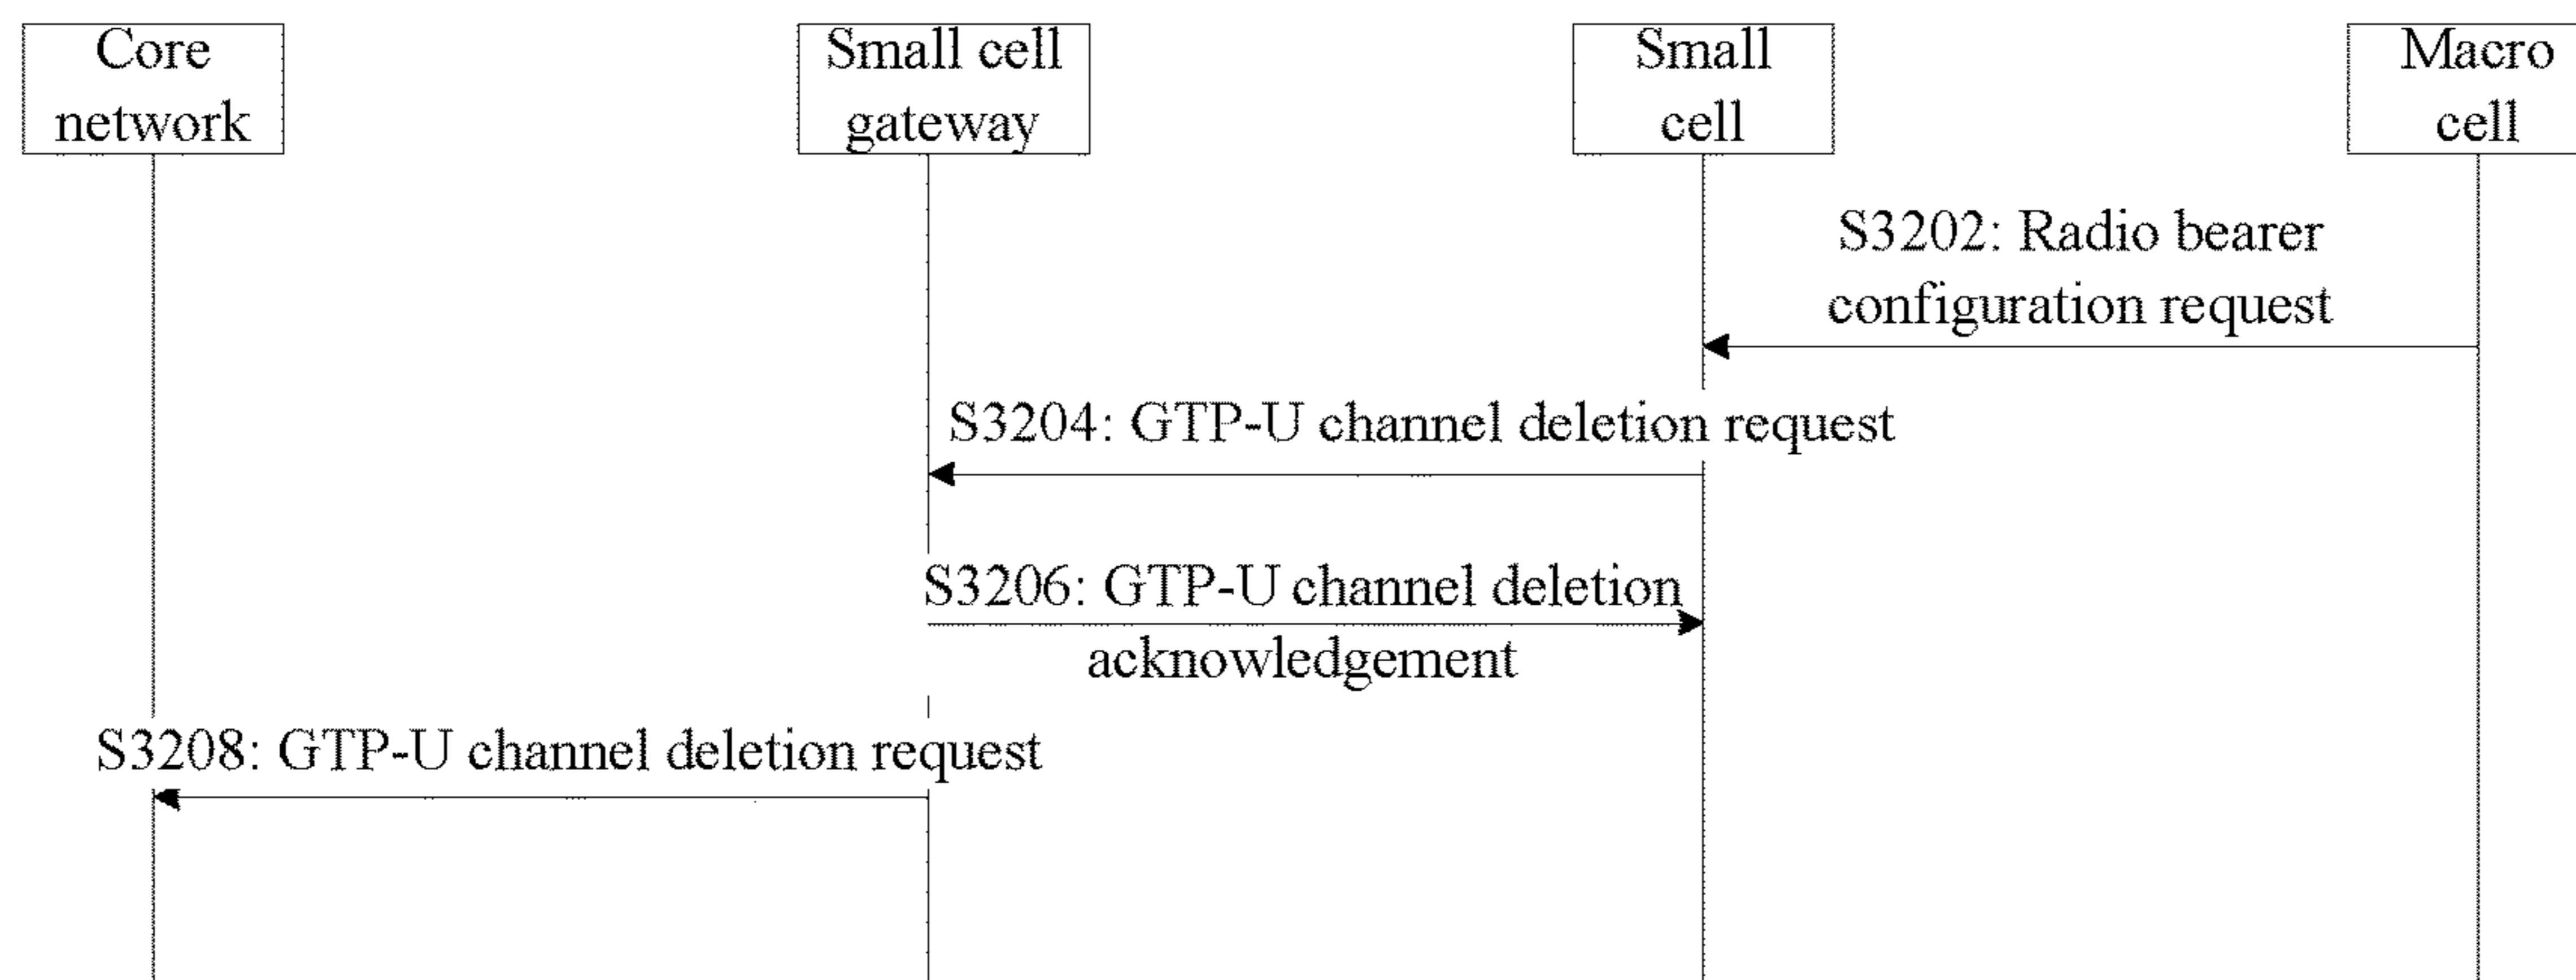 Core
network
Small cell
gateway
Small
cell
Macro
cell
S3202: Radio bearer
configuration request
S3204: GTP-U channel deletion request
S3206: GTP-U channel deletion
acknowledgement
S3208: GTP-U channel deletion request